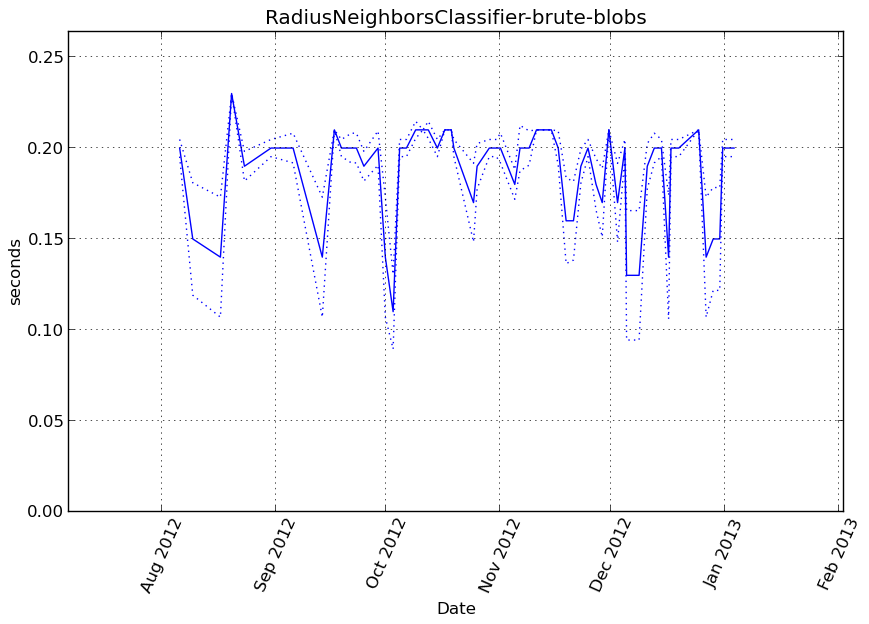 RadiusNeighborsClassifier-brute-blobs
0.25
0.20
0.15
0.10
0.05
0.00
seconds
Aug 2012
Sep 2012
Oct 2012
Nov 2012
Dec 2012
Jan 2013
Feb 2013
Date